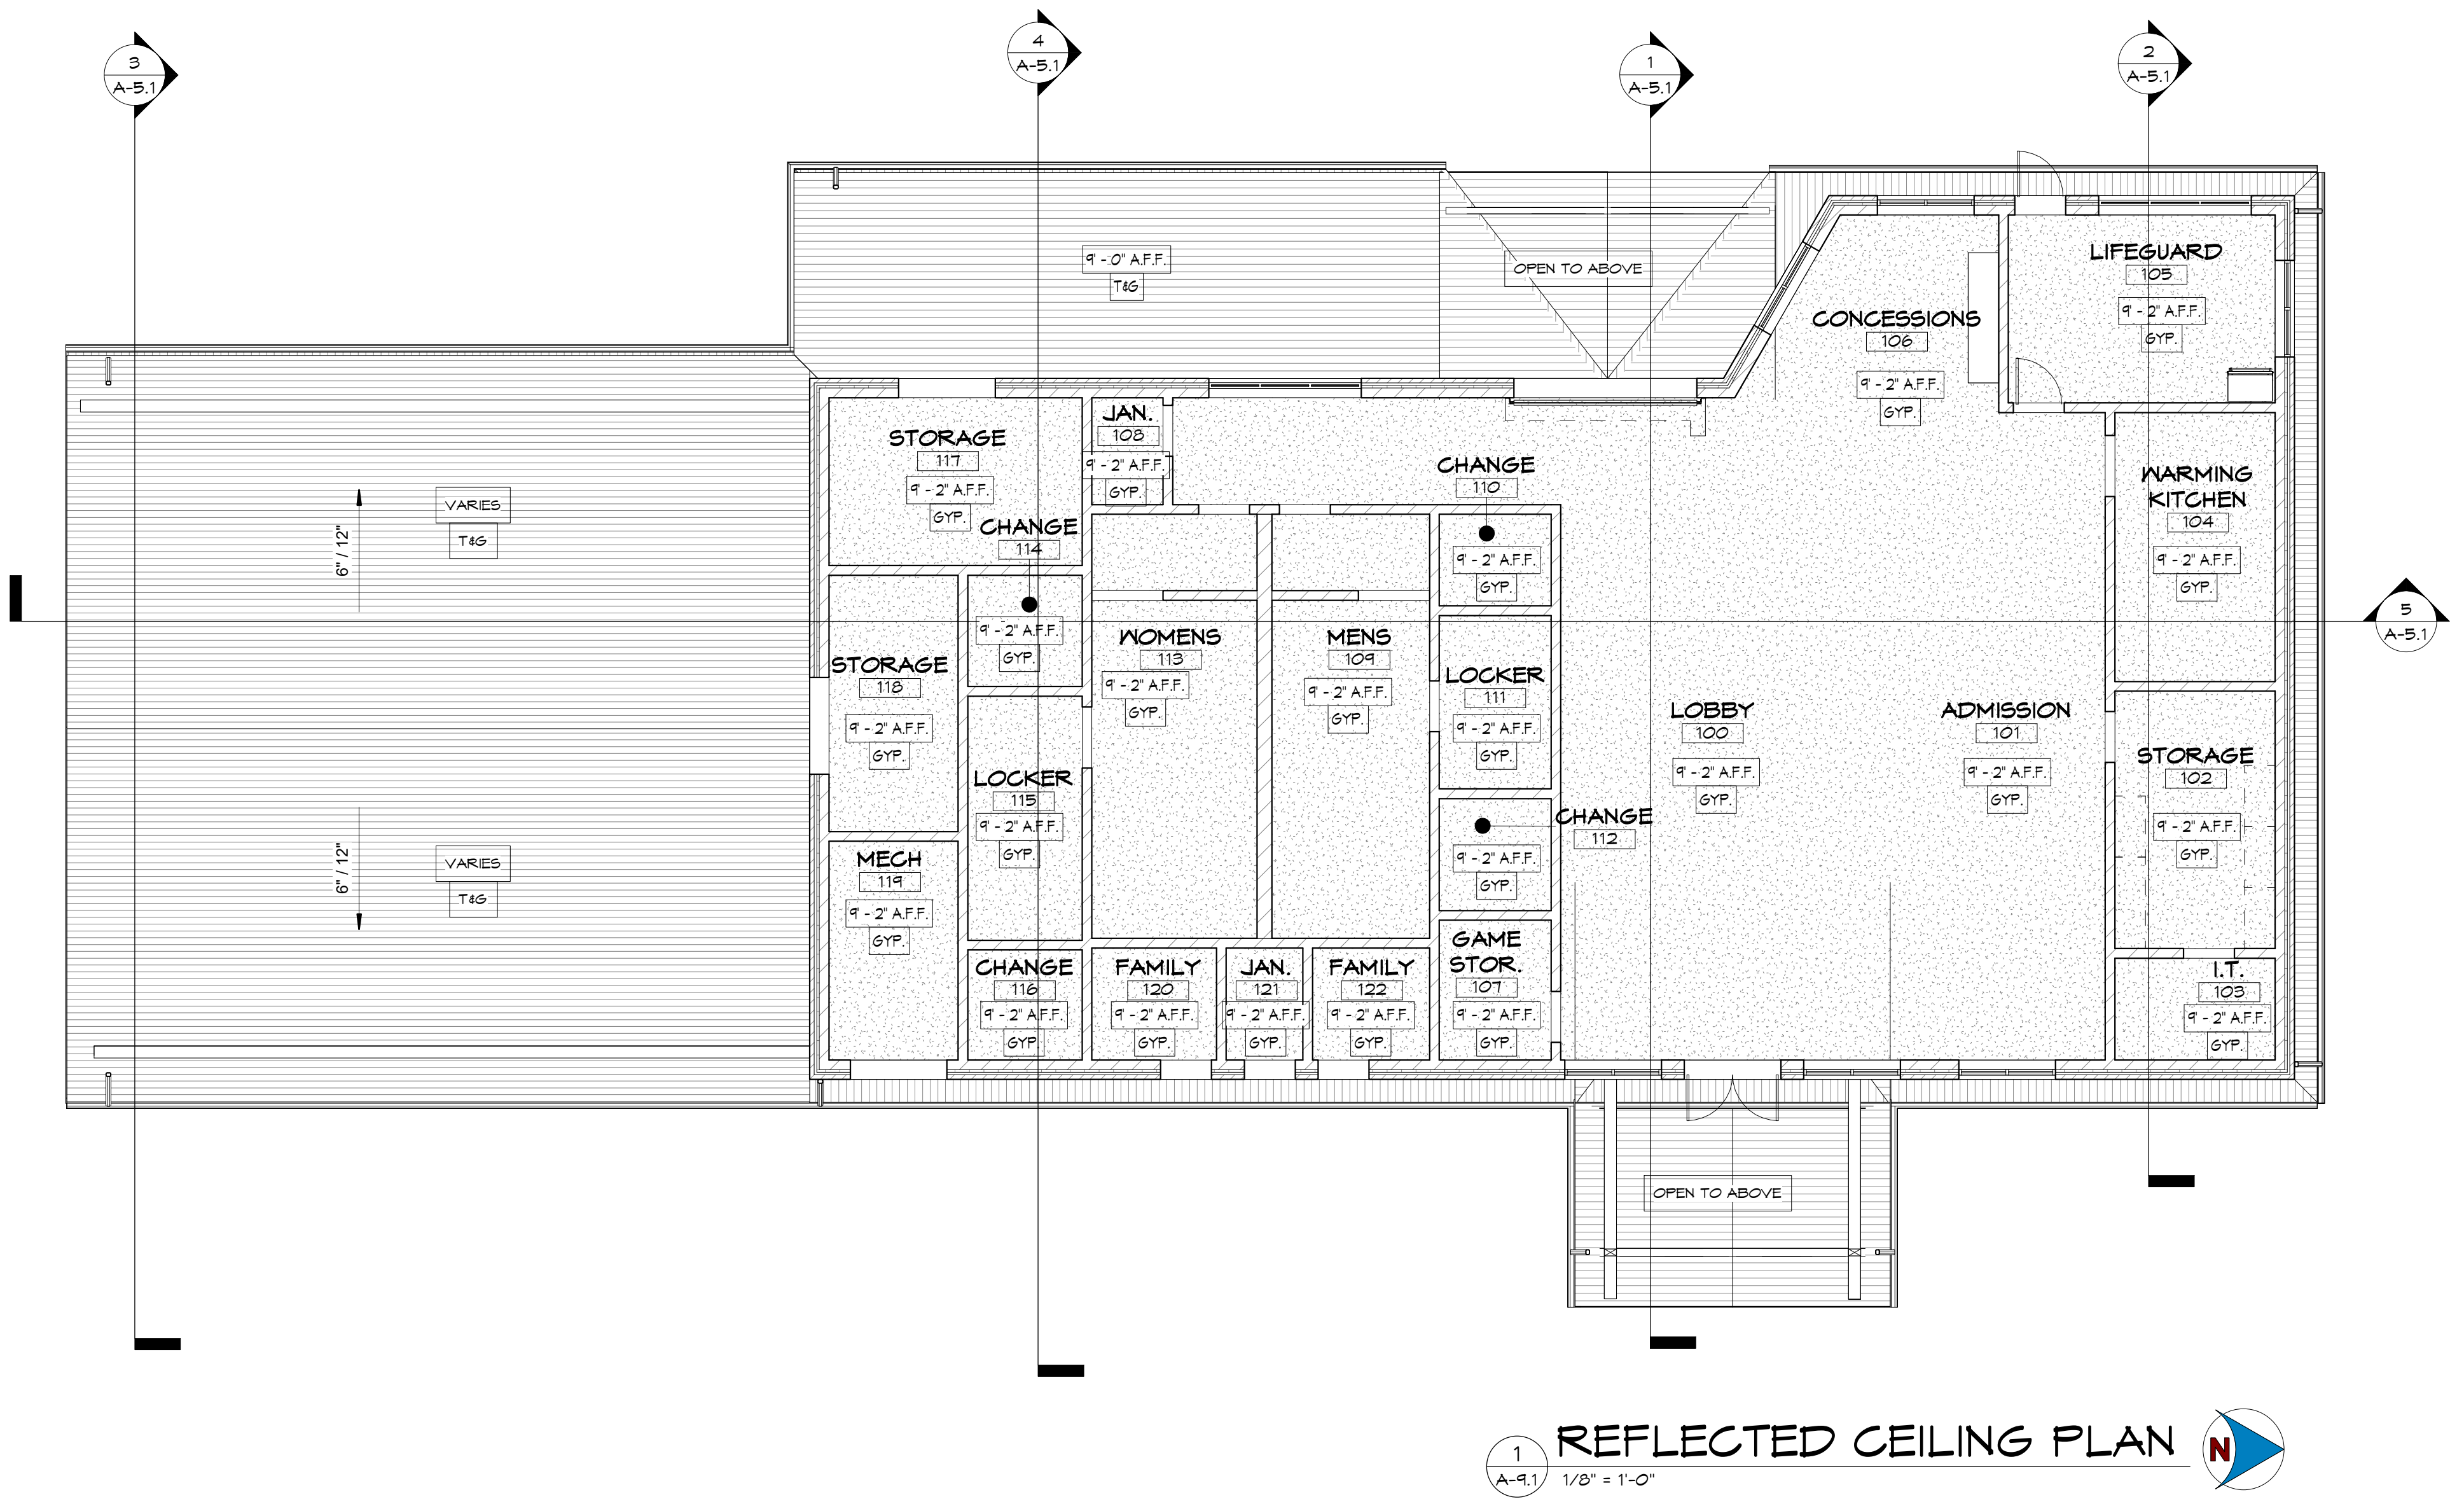 3
A-5.1
4
A-5.1
1
A-5.1
2
A-5.1
9' - 0" A.F.F.
T&G
OPEN TO ABOVE
LIFEGUARD
105
9' - 2" A.F.F.
GYP.
CONCESSIONS
106
9' - 2" A.F.F.
GYP.
STORAGE
117
9' - 2" A.F.F.
GYP.
JAN.
108
9' - 2" A.F.F.
GYP.
CHANGE
110
9' - 2" A.F.F.
GYP.
WARMING
KITCHEN
104
9' - 2" A.F.F.
GYP.
VARIES
T&G
6" / 12"
CHANGE
114
9' - 2" A.F.F.
GYP.
5
A-5.1
STORAGE
118
9' - 2" A.F.F.
GYP.
WOMENS
113
9' - 2" A.F.F.
GYP.
MENS
109
9' - 2" A.F.F.
GYP.
LOCKER
111
9' - 2" A.F.F.
GYP.
LOBBY
100
9' - 2" A.F.F.
GYP.
ADMISSION
101
9' - 2" A.F.F.
GYP.
STORAGE
102
9' - 2" A.F.F.
GYP.
LOCKER
115
9' - 2" A.F.F.
GYP.
CHANGE
112
9' - 2" A.F.F.
GYP.
6" / 12"
VARIES
T&G
MECH
119
9' - 2" A.F.F.
GYP.
CHANGE
116
9' - 2" A.F.F.
GYP.
FAMILY
120
9' - 2" A.F.F.
GYP.
JAN.
121
9' - 2" A.F.F.
GYP.
FAMILY
122
9' - 2" A.F.F.
GYP.
GAME
STOR.
107
9' - 2" A.F.F.
GYP.
I.T.
103
9' - 2" A.F.F.
GYP.
OPEN TO ABOVE
1
A-9.1
REFLECTED CEILING PLAN
1/8" = 1'-0"
N